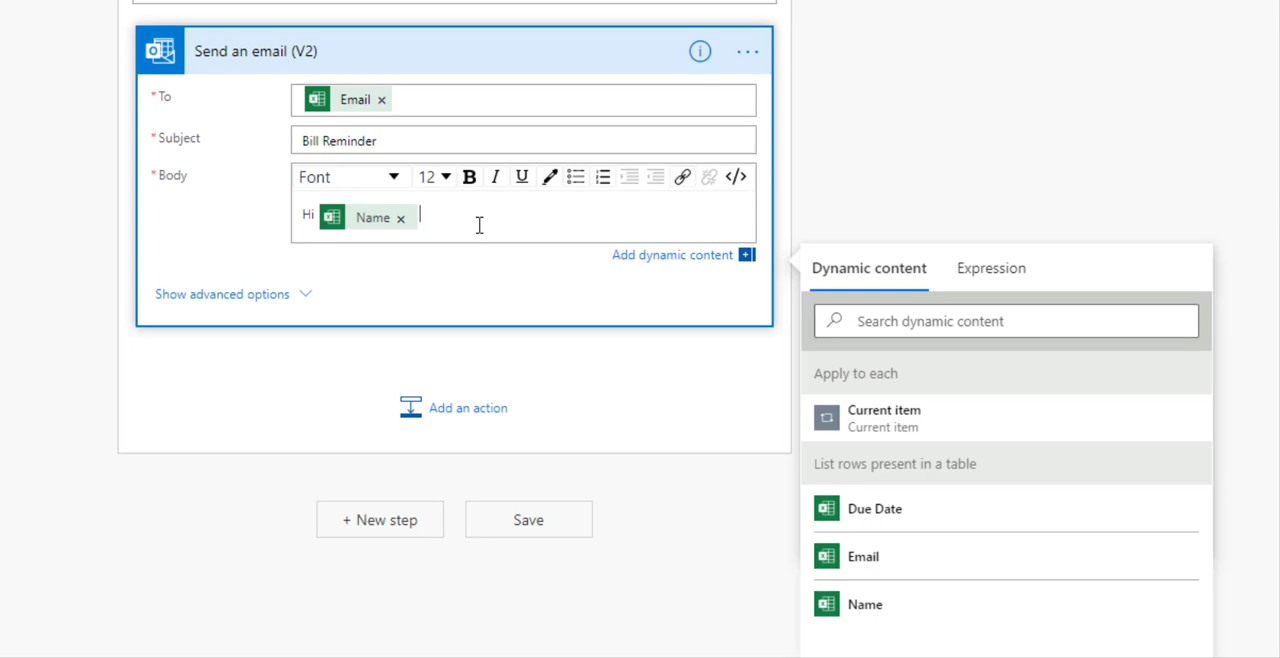 Send an email (V2)
* To
Email ×
* Subject
Bill Reminder
* Body
Font 12 B I U </>
Hi Name ×
Add dynamic content
Show advanced options
Add an action
+ New step
Save
Dynamic content Expression
Search dynamic content
Apply to each
Current item
Current item
List rows present in a table
Due Date
Email
Name